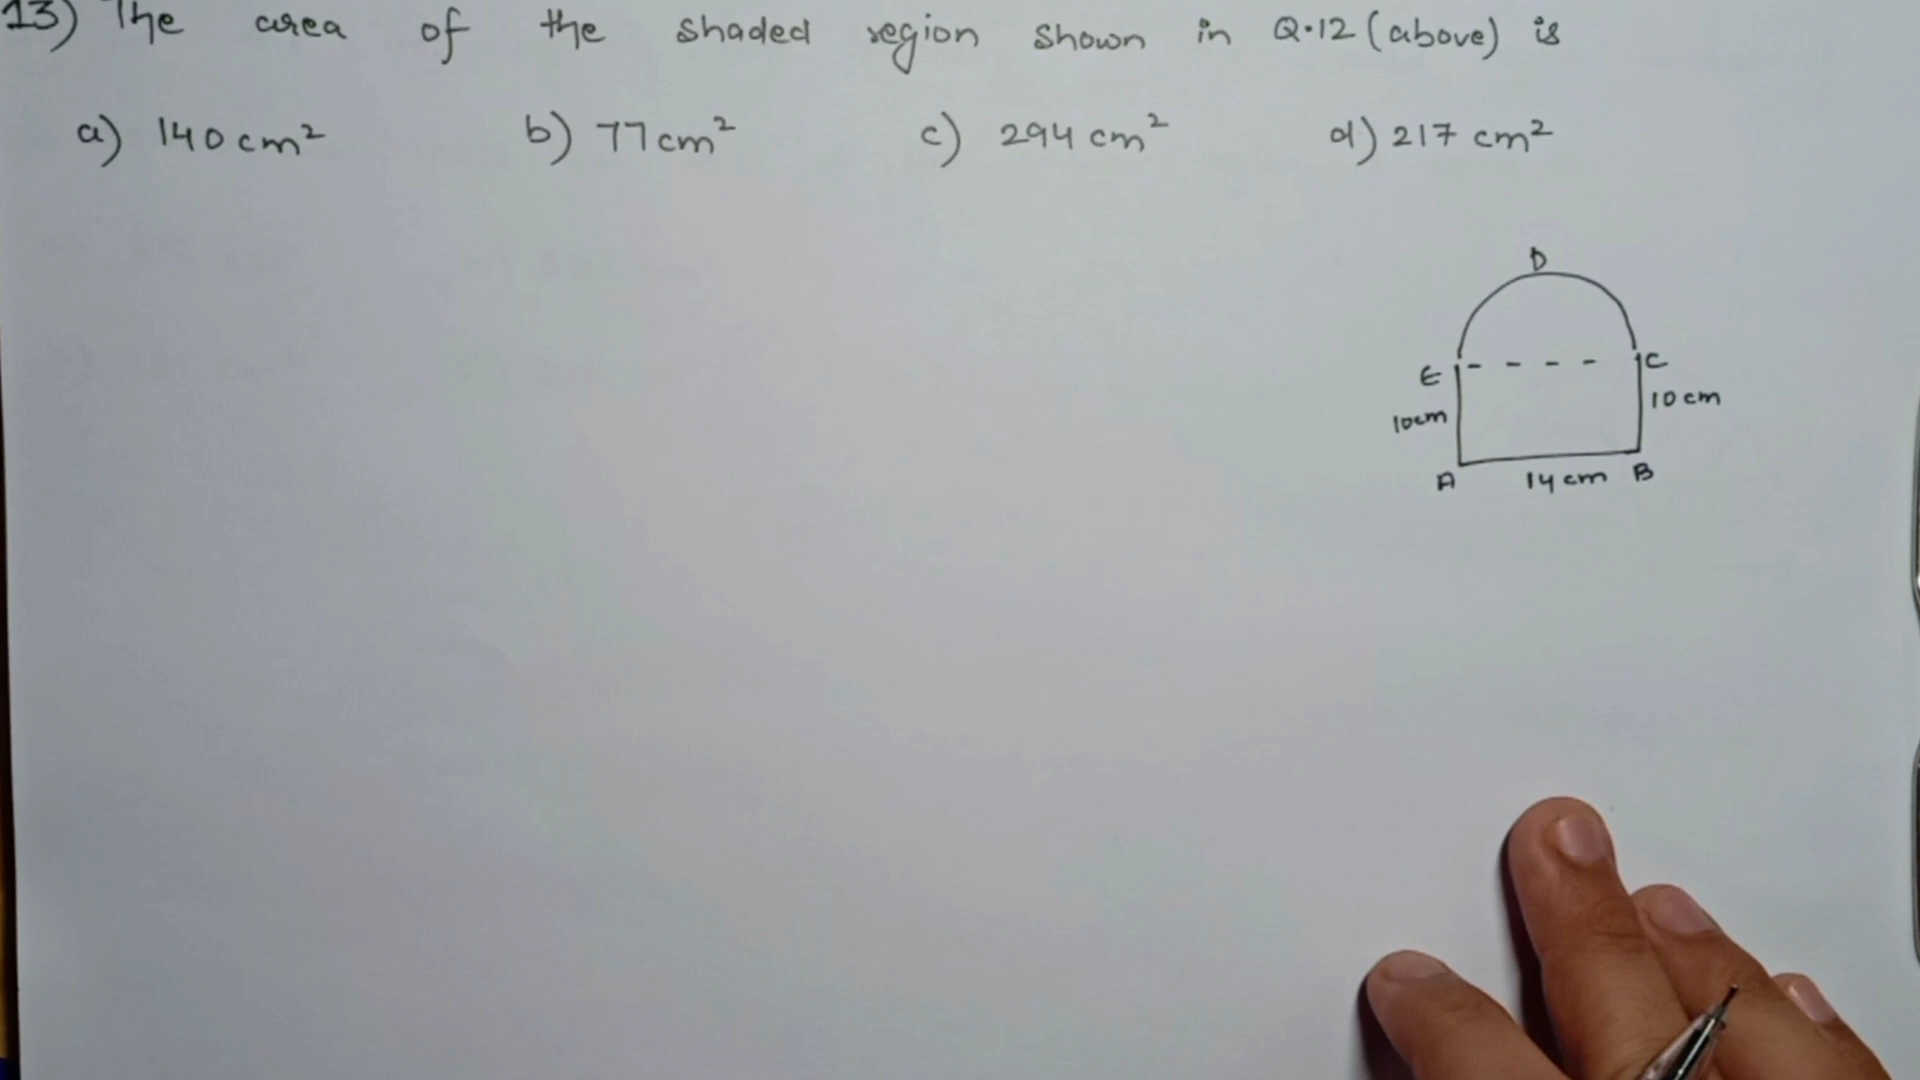 13) The area of the shaded region shown in Q.12 (above) is
a) 140 cm² b) 77 cm² c) 294 cm² d) 217 cm²
D
E C
10cm 10 cm
A 14 cm B